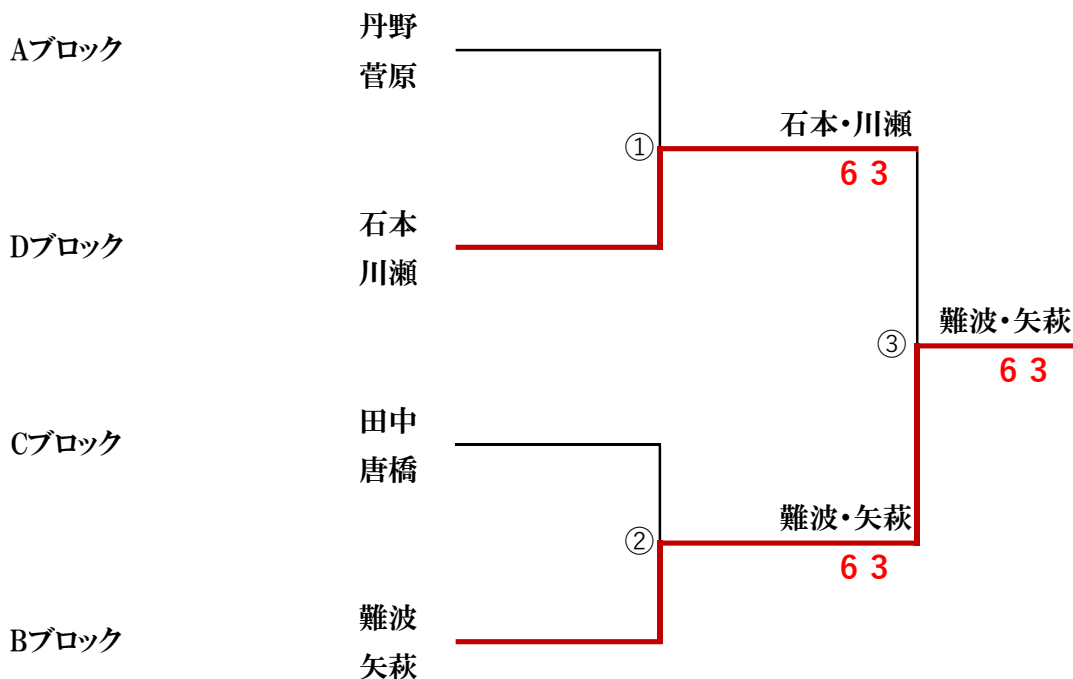 丹野
Aブロック
菅原
石本・川瀬
①
6 3
石本
Dブロック
川瀬
難波・矢萩
③
6 3
田中
Cブロック
唐橋
難波・矢萩
②
6 3
難波
Bブロック
矢萩